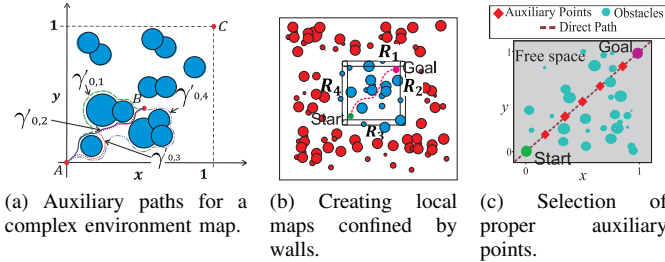 1
C
γ′0,1
γ′0,4
y
B
γ′0,2
γ′0,3
A
x
1
(a) Auxiliary paths for a
complex environment map.
R1
Goal
R4
R2
Start
R3
(b) Creating local
maps confined by
walls.
Auxiliary Points
Obstacles
Direct Path
Goal
1
Free space
y
0
Start
0
x
1
(c) Selection of
proper auxiliary
points.